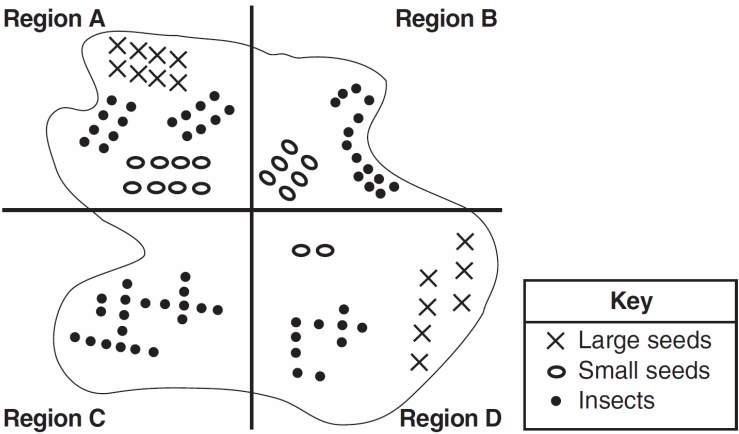 Region A
Region B
Region C
Region D
Key
Large seeds
Small seeds
Insects